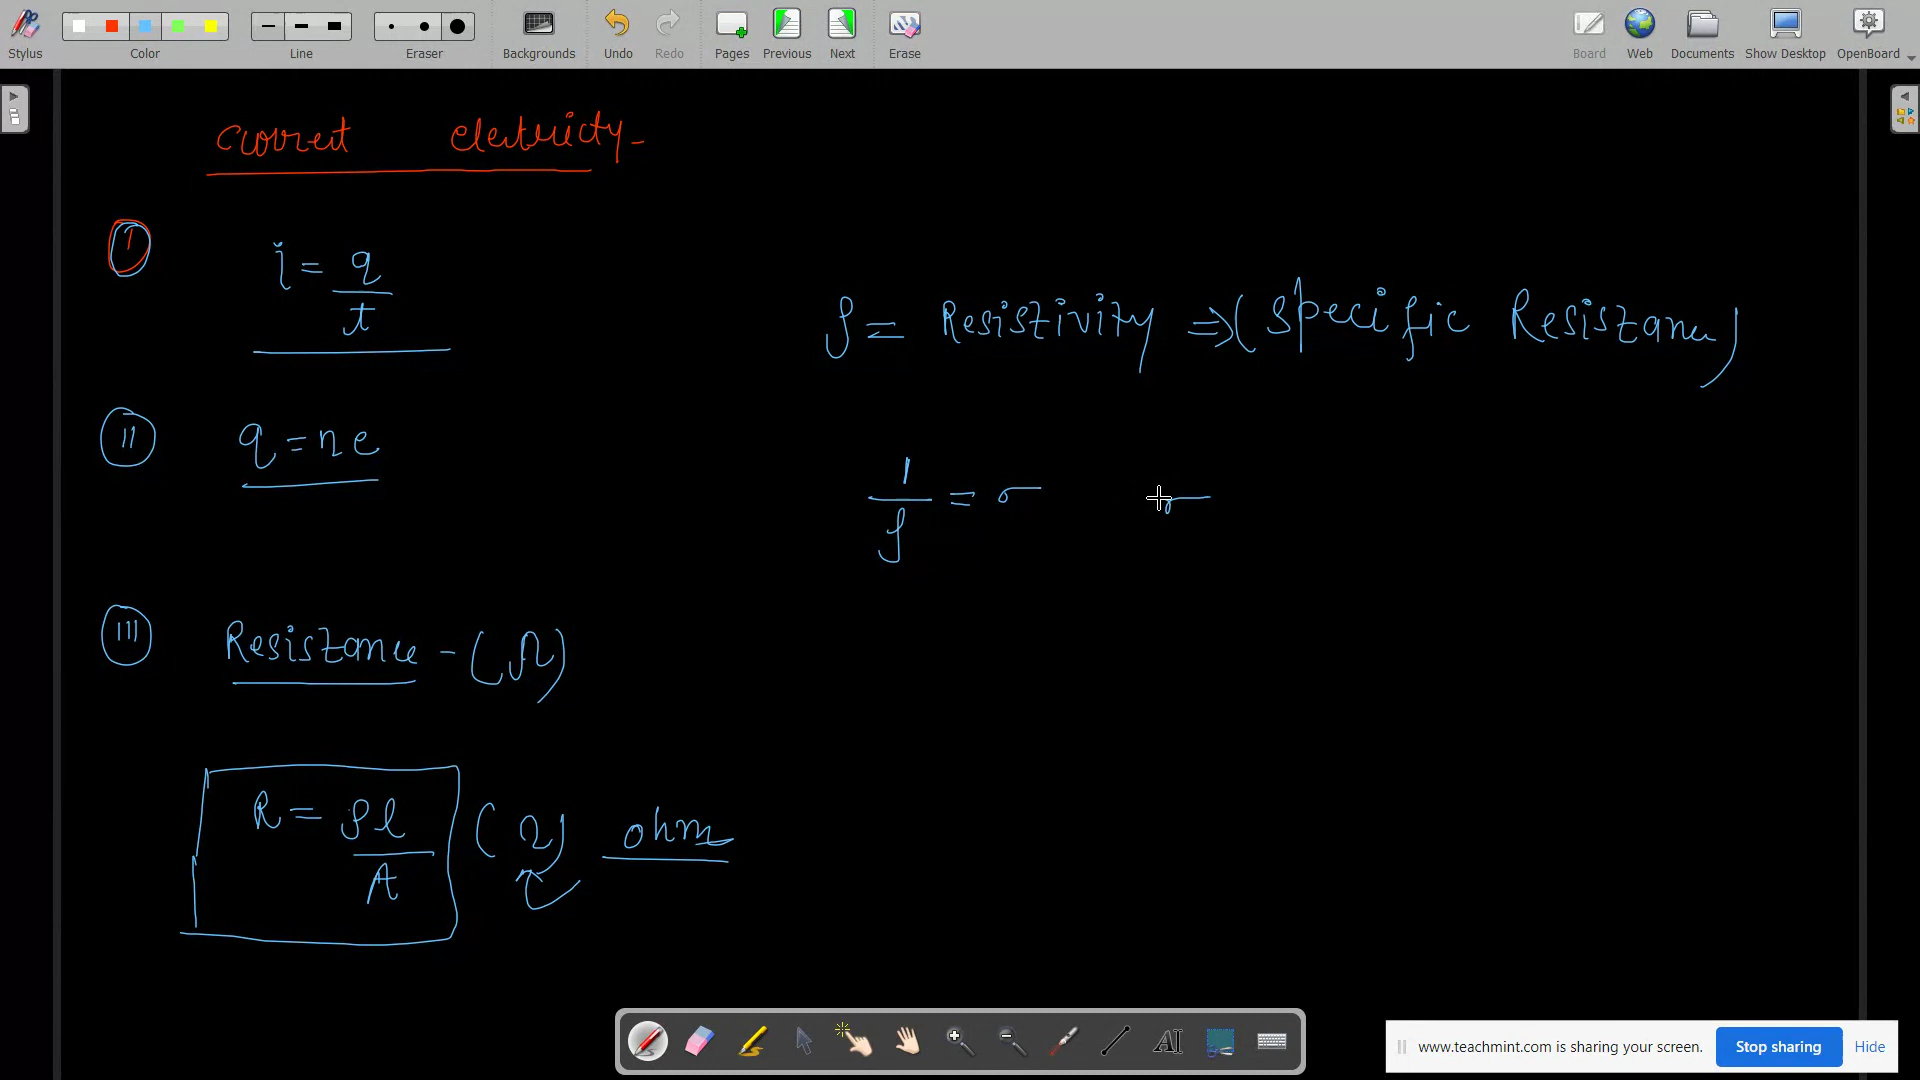 Stylus Color Line Eraser Backgrounds Undo Redo Pages Previous Next Erase Board Web Documents Show Desktop OpenBoard
Current electricity-
I i = q/t
II q = ne
III Resistance - (Ω)
R = ρl/A (Ω) ohm
ρ = Resistivity ⇒ (Specific Resistance)
1/ρ = σ σ
www.teachmint.com is sharing your screen. Stop sharing Hide